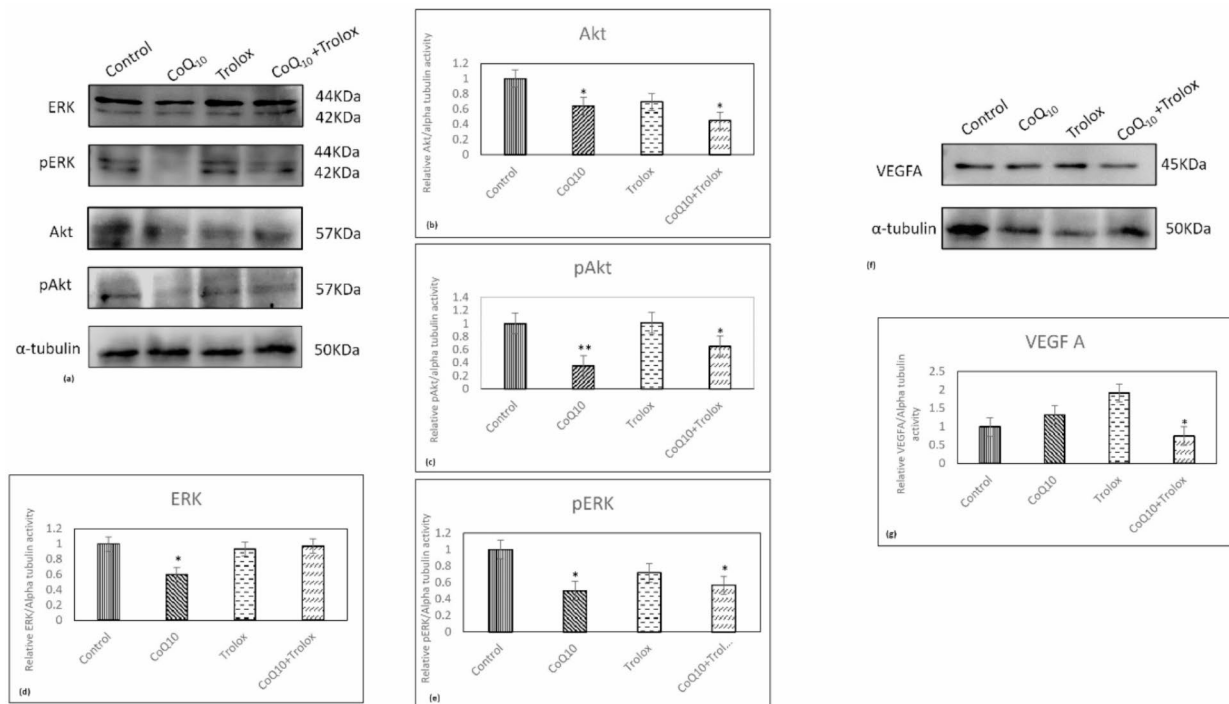 Control CoQ10 Trolox CoQ10 +Trolox
ERK 44KDa
42KDa
pERK 44KDa
42KDa
Akt 57KDa
pAkt 57KDa
α-tubulin 50KDa
(a)
Akt
Relative Akt/alpha tubulin activity
1.2
1
0.8
0.6
0.4
0.2
0
*
*
Control CoQ10 Trolox CoQ10+Trolox
(b)
pAkt
Relative pAkt/alpha tubulin activity
1.4
1.2
1
0.8
0.6
0.4
0.2
0
**
*
Control CoQ10 Trolox CoQ10+Trolox
(c)
ERK
Relative ERK/Alpha tubulin activity
1.2
1
0.8
0.6
0.4
0.2
0
*
Control CoQ10 Trolox CoQ10+Trolox
(d)
pERK
Relative pERK/Alpha tubulin activity
1.2
1
0.8
0.6
0.4
0.2
0
*
*
Control CoQ10 Trolox CoQ10+Trol...
(e)
Control CoQ10 Trolox CoQ10+Trolox
VEGFA 45KDa
α-tubulin 50KDa
(f)
VEGF A
Relative VEGFA/Alpha tubulin
activity
2.5
2
1.5
1
0.5
0
*
Control CoQ10 Trolox CoQ10+Trolox
(g)